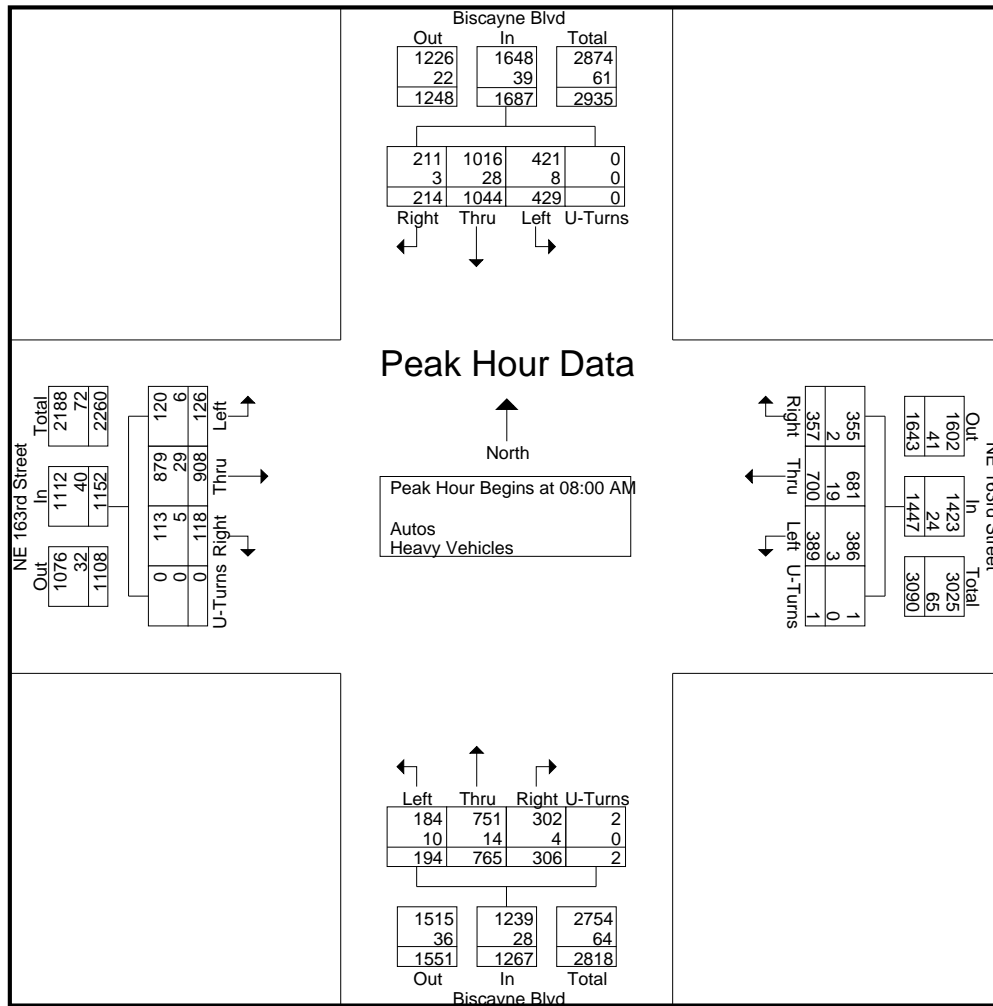 Biscayne Blvd
Out In Total
1226 1648 2874
22 39 61
1248 1687 2935
211 1016 421 0
3 28 8 0
214 1044 429 0
Right Thru Left U-Turns
Peak Hour Data
North
Peak Hour Begins at 08:00 AM
Autos
Heavy Vehicles
NE 163rd Street
Total In Out
2188 1112 1076
72 40 32
2260 1152 1108
120 879 113 0
6 29 5 0
126 908 118 0
Left Thru Right U-Turns
NE 163rd Street
Out In Total
1602 1423 3025
41 24 65
1643 1447 3090
355 681 386 1
2 19 3 0
357 700 389 1
Right Thru Left U-Turns
Left Thru Right U-Turns
184 751 302 2
10 14 4 0
194 765 306 2
1515 1239 2754
36 28 64
1551 1267 2818
Out In Total
Biscayne Blvd